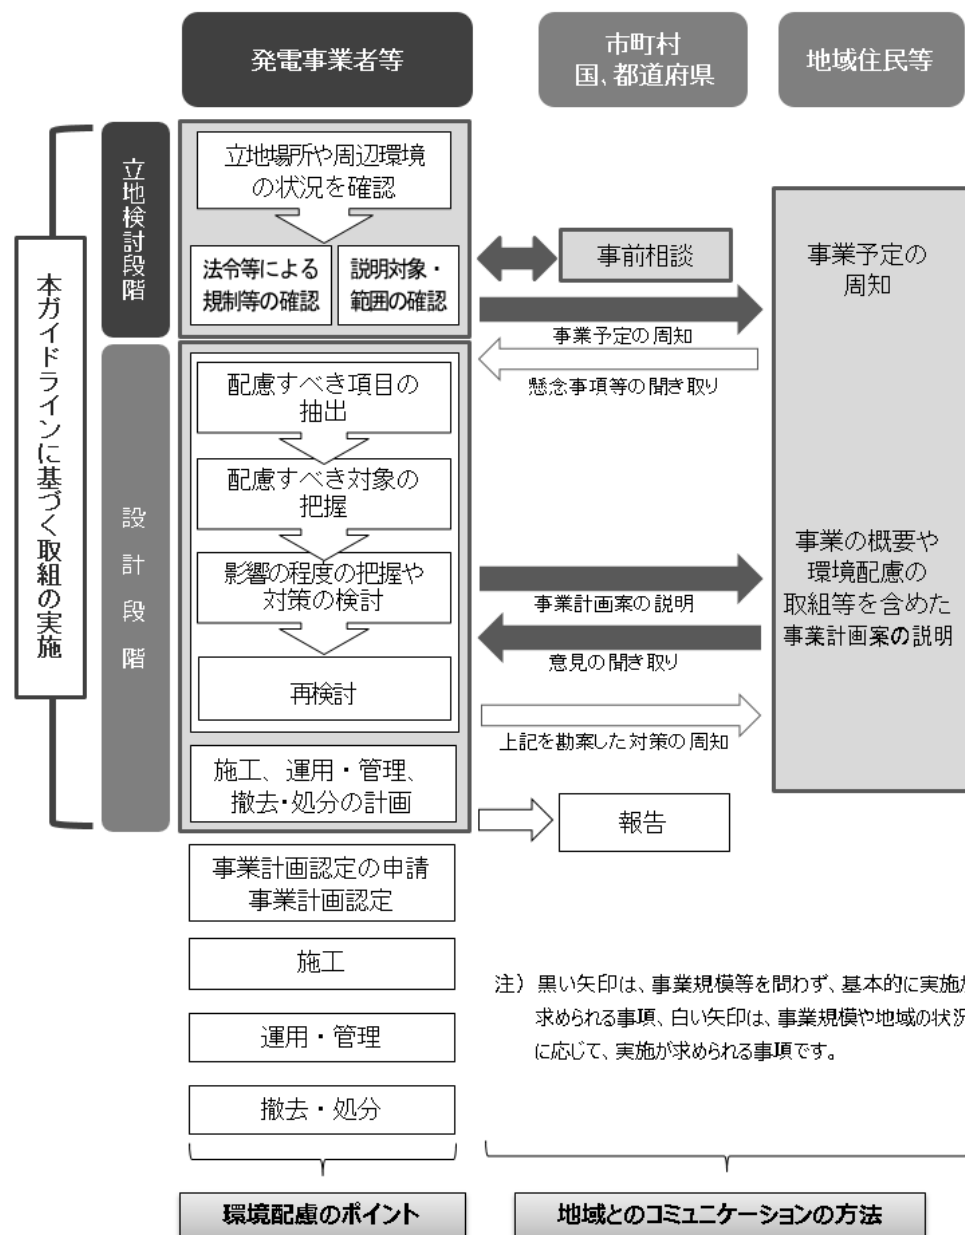 発電事業者等
市町村
国、都道府県
地域住民等
本ガイドラインに基づく取組の実施
立地検討段階
立地場所や周辺環境
の状況を確認
法令等による
規制等の確認
説明対象・
範囲の確認
事前相談
事業予定の
周知
事業予定の周知
懸念事項等の聞き取り
設計段階
配慮すべき項目の
抽出
配慮すべき対象の
把握
影響の程度の把握や
対策の検討
再検討
事業計画案の説明
意見の聞き取り
上記を勘案した対策の周知
事業の概要や
環境配慮の
取組等を含めた
事業計画案の説明
施工、運用・管理、
撤去・処分の計画
報告
事業計画認定の申請
事業計画認定
施工
運用・管理
撤去・処分
注）黒い矢印は、事業規模等を問わず、基本的に実施が
求められる事項、白い矢印は、事業規模や地域の状況
に応じて、実施が求められる事項です。
環境配慮のポイント
地域とのコミュニケーションの方法